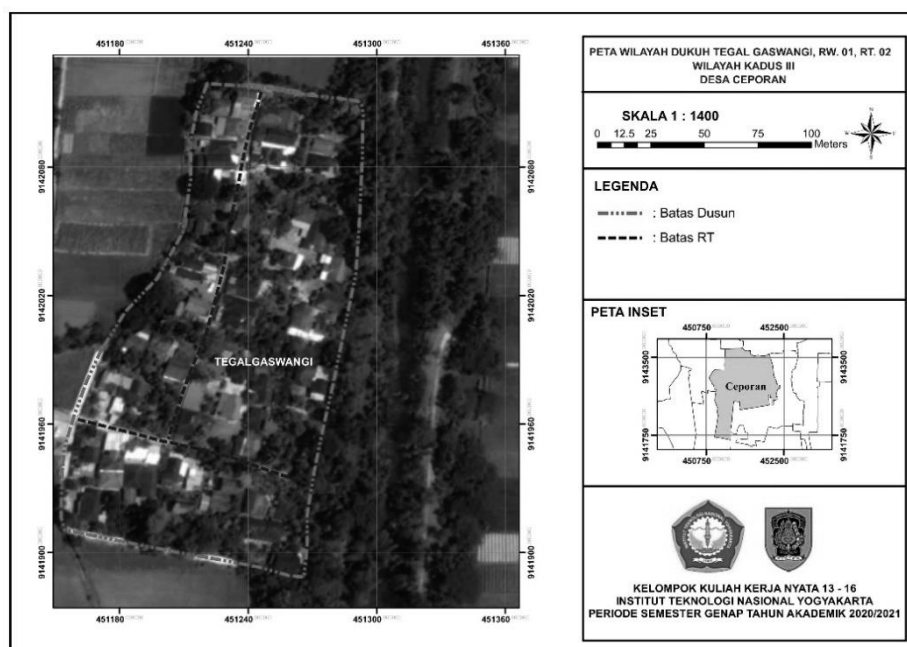 451180
451240
451300
451360
9142080
9142020
9141960
9141900
TEGALGASWANGI
9142080
9142020
9141960
9141900
451180
451240
451300
451360
PETA WILAYAH DUKUH TEGAL GASWANGI, RW. 01, RT. 02
WILAYAH KADUS III
DESA CEPORAN
SKALA 1 : 1400
0 12.5 25 50 75 100
Meters
N
W E
S
LEGENDA
: Batas Dusun
: Batas RT
PETA INSET
450750 452500
9143500 9143500
Ceporan
9141750 9141750
450750 452500
KELOMPOK KULIAH KERJA NYATA 13 - 16
INSTITUT TEKNOLOGI NASIONAL YOGYAKARTA
PERIODE SEMESTER GENAP TAHUN AKADEMIK 2020/2021